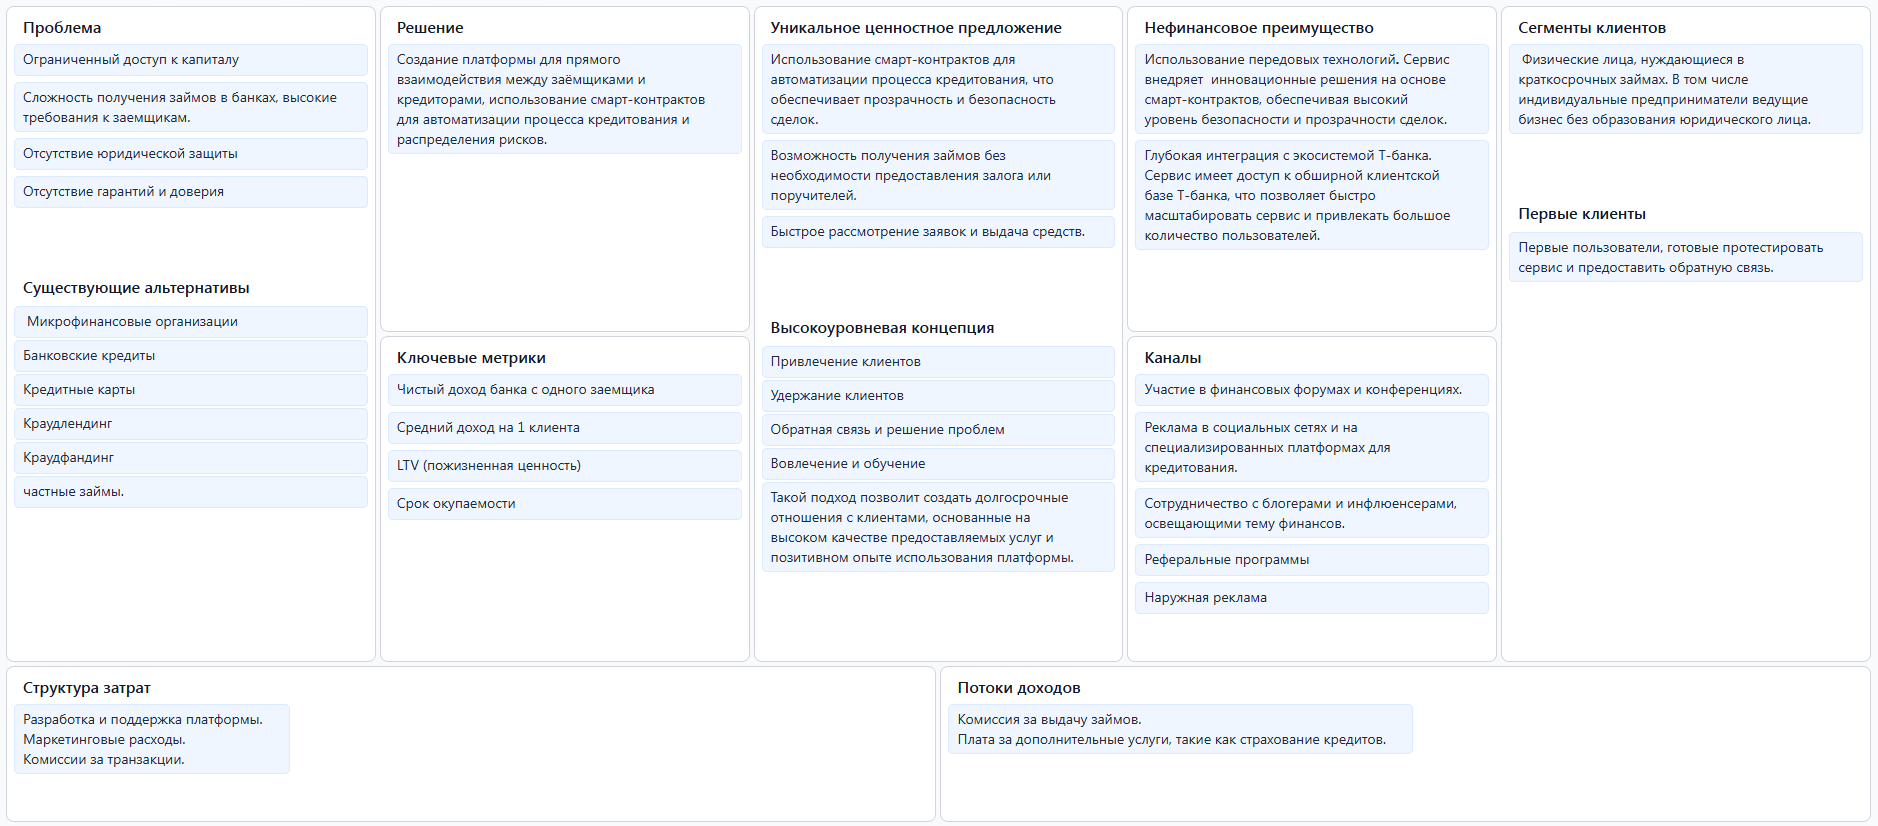 Проблема
Ограниченный доступ к капиталу
Сложность получения займов в банках, высокие
требования к заемщикам.
Отсутствие юридической защиты
Отсутствие гарантий и доверия
Существующие альтернативы
Микрофинансовые организации
Банковские кредиты
Кредитные карты
Краудлендинг
Краудфандинг
частные займы.
Решение
Создание платформы для прямого
взаимодействия между заёмщиками и
кредиторами, использование смарт-контрактов
для автоматизации процесса кредитования и
распределения рисков.
Ключевые метрики
Чистый доход банка с одного заемщика
Средний доход на 1 клиента
LTV (пожизненная ценность)
Срок окупаемости
Уникальное ценностное предложение
Использование смарт-контрактов для
автоматизации процесса кредитования, что
обеспечивает прозрачность и безопасность
сделок.
Возможность получения займов без
необходимости предоставления залога или
поручителей.
Быстрое рассмотрение заявок и выдача средств.
Высокоуровневая концепция
Привлечение клиентов
Удержание клиентов
Обратная связь и решение проблем
Вовлечение и обучение
Такой подход позволит создать долгосрочные
отношения с клиентами, основанные на
высоком качестве предоставляемых услуг и
позитивном опыте использования платформы.
Нефинансовое преимущество
Использование передовых технологий. Сервис
внедряет инновационные решения на основе
смарт-контрактов, обеспечивая высокий
уровень безопасности и прозрачности сделок.
Глубокая интеграция с экосистемой Т-банка.
Сервис имеет доступ к обширной клиентской
базе Т-банка, что позволяет быстро
масштабировать сервис и привлекать большое
количество пользователей.
Каналы
Участие в финансовых форумах и конференциях.
Реклама в социальных сетях и на
специализированных платформах для
кредитования.
Сотрудничество с блогерами и инфлюенсерами,
освещающими тему финансов.
Реферальные программы
Наружная реклама
Сегменты клиентов
Физические лица, нуждающиеся в
краткосрочных займах. В том числе
индивидуальные предприниматели ведущие
бизнес без образования юридического лица.
Первые клиенты
Первые пользователи, готовые протестировать
сервис и предоставить обратную связь.
Структура затрат
Разработка и поддержка платформы.
Маркетинговые расходы.
Комиссии за транзакции.
Потоки доходов
Комиссия за выдачу займов.
Плата за дополнительные услуги, такие как страхование кредитов.